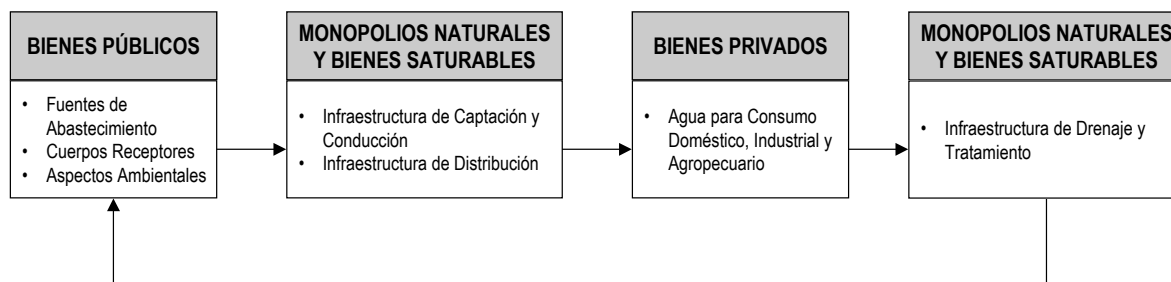 BIENES PÚBLICOS
• Fuentes de
Abastecimiento
• Cuerpos Receptores
• Aspectos Ambientales
MONOPOLIOS NATURALES
Y BIENES SATURABLES
• Infraestructura de Captación y
Conducción
• Infraestructura de Distribución
BIENES PRIVADOS
• Agua para Consumo
Doméstico, Industrial y
Agropecuario
MONOPOLIOS NATURALES
Y BIENES SATURABLES
• Infraestructura de Drenaje y
Tratamiento